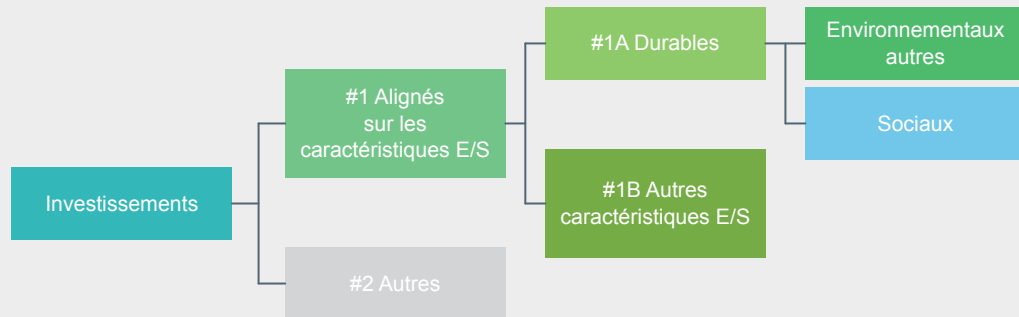 Investissements
#1 Alignés
sur les
caractéristiques E/S
#2 Autres
#1A Durables
#1B Autres
caractéristiques E/S
Environnementaux
autres
Sociaux